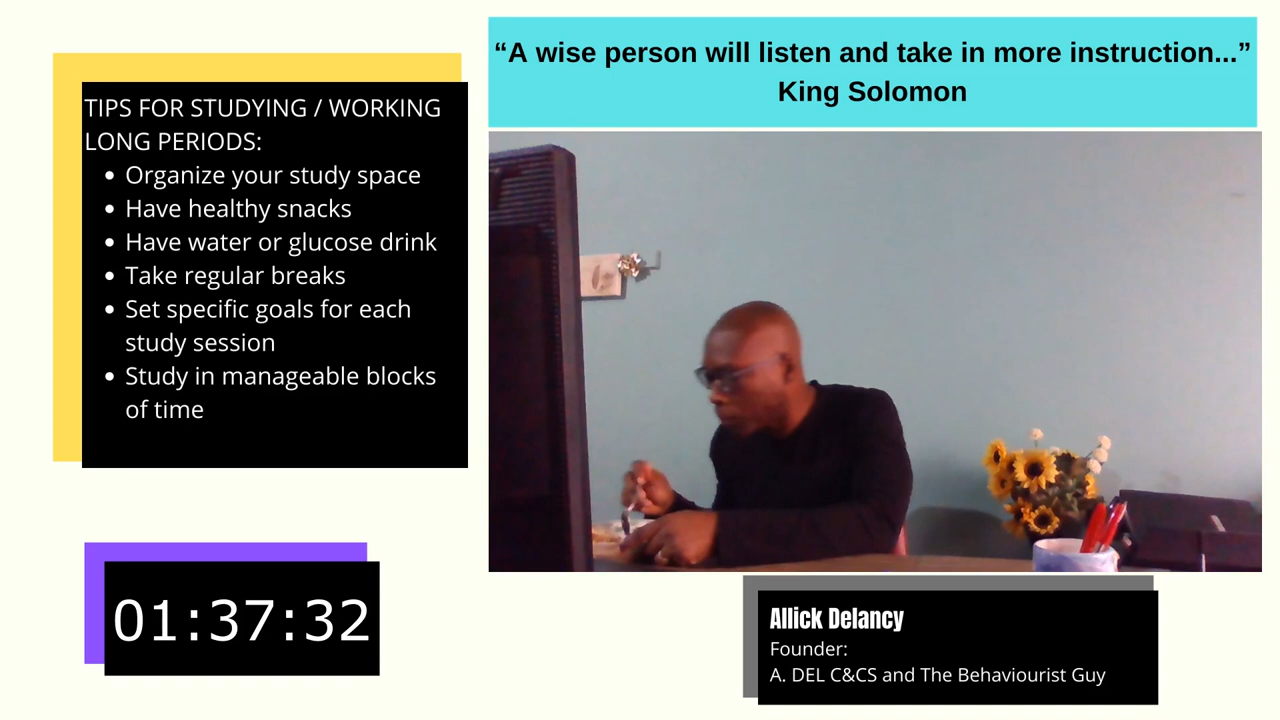 “A wise person will listen and take in more instruction...”
King Solomon
TIPS FOR STUDYING / WORKING
LONG PERIODS:
• Organize your study space
• Have healthy snacks
• Have water or glucose drink
• Take regular breaks
• Set specific goals for each
study session
• Study in manageable blocks
of time
01:37:32
Allick Delancy
Founder:
A. DEL C&CS and The Behaviourist Guy